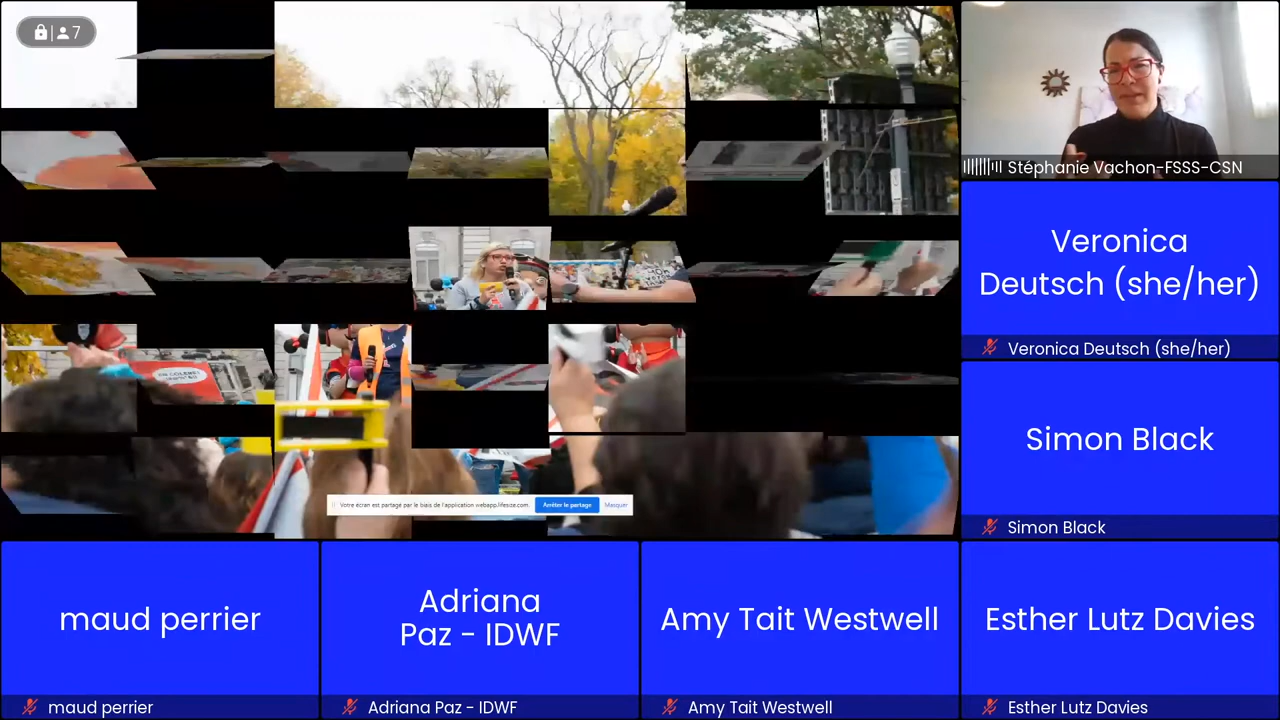 7
Stéphanie Vachon-FSSS-CSN
Veronica
Deutsch (she/her)
Veronica Deutsch (she/her)
Simon Black
Simon Black
EN COLÈRE
Votre écran est partagé par le biais de l'application webapp.lifesize.com.
Arrêter le partage
Masquer
maud perrier
maud perrier
Adriana
Paz - IDWF
Adriana Paz - IDWF
Amy Tait Westwell
Amy Tait Westwell
Esther Lutz Davies
Esther Lutz Davies